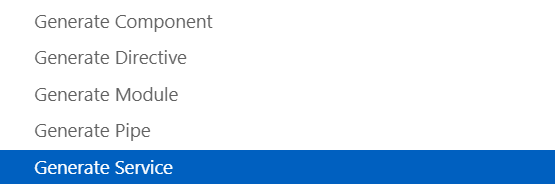 Generate Component
Generate Directive
Generate Module
Generate Pipe
Generate Service